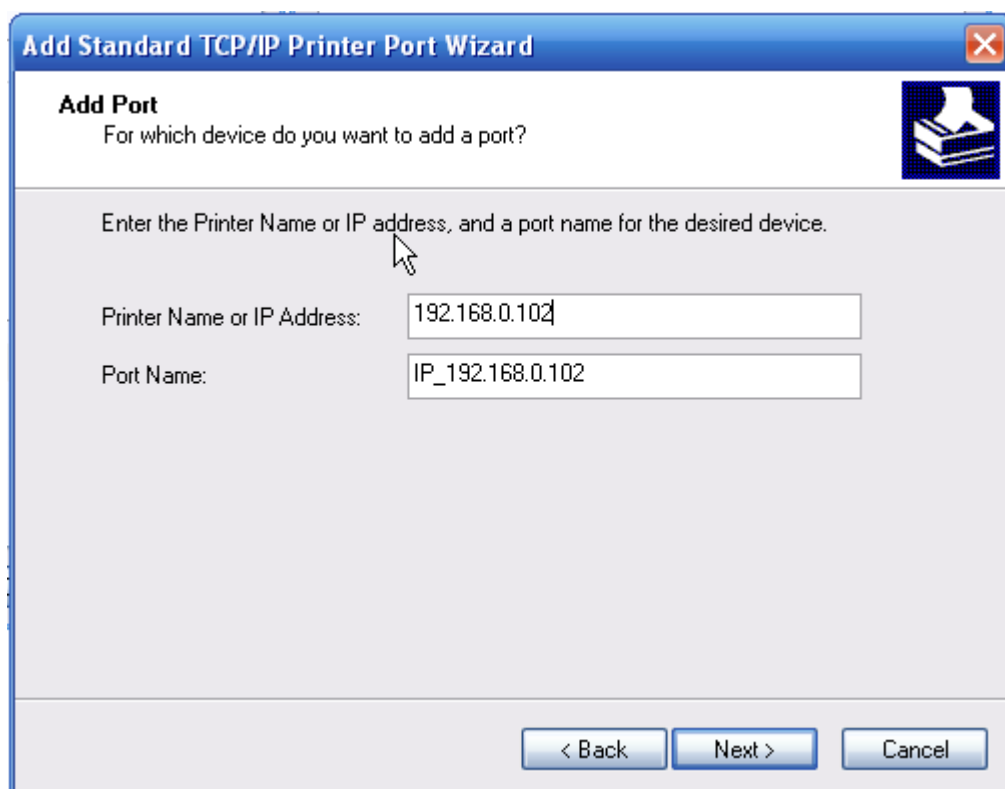 Add Standard TCP/IP Printer Port Wizard
Add Port
For which device do you want to add a port?
Enter the Printer Name or IP address, and a port name for the desired device.
Printer Name or IP Address: 192.168.0.102
Port Name: IP_192.168.0.102
< Back Next > Cancel